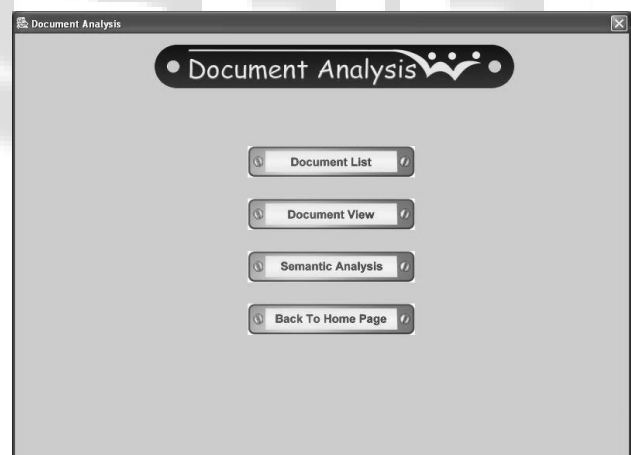 Document Analysis
Document Analysis
Document List
Document View
Semantic Analysis
Back To Home Page